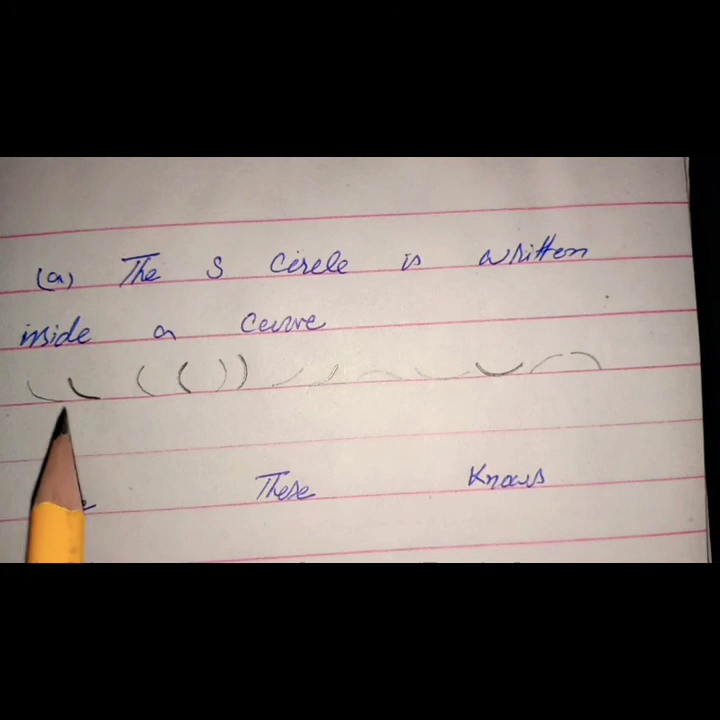 (a) The S Circle is written
inside a Curve
These Knows